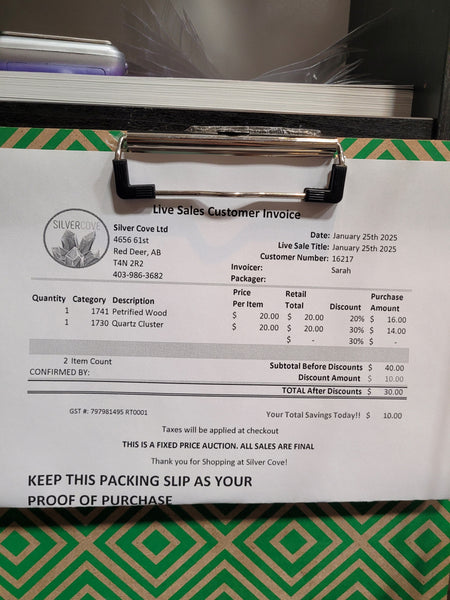 Live Sales Customer Invoice
SILVERCOVE
Silver Cove Ltd
4656 61st
Red Deer, AB
T4N 2R2
403-986-3682
Date: January 25th 2025
Live Sale Title: January 25th 2025
Customer Number: 16217
Invoicer: Sarah
Packager:
Quantity Category Description Price Per Item Retail Total Discount Purchase Amount
1 1741 Petrified Wood $ 20.00 $ 20.00 20% $ 16.00
1 1730 Quartz Cluster $ 20.00 $ 20.00 30% $ 14.00
$ - 30% $ -
2 Item Count
Subtotal Before Discounts $ 40.00
CONFIRMED BY:
Discount Amount $ 10.00
TOTAL After Discounts $ 30.00
GST #: 797981495 RT0001
Your Total Savings Today!! $ 10.00
Taxes will be applied at checkout
THIS IS A FIXED PRICE AUCTION. ALL SALES ARE FINAL
Thank you for Shopping at Silver Cove!
KEEP THIS PACKING SLIP AS YOUR
PROOF OF PURCHASE